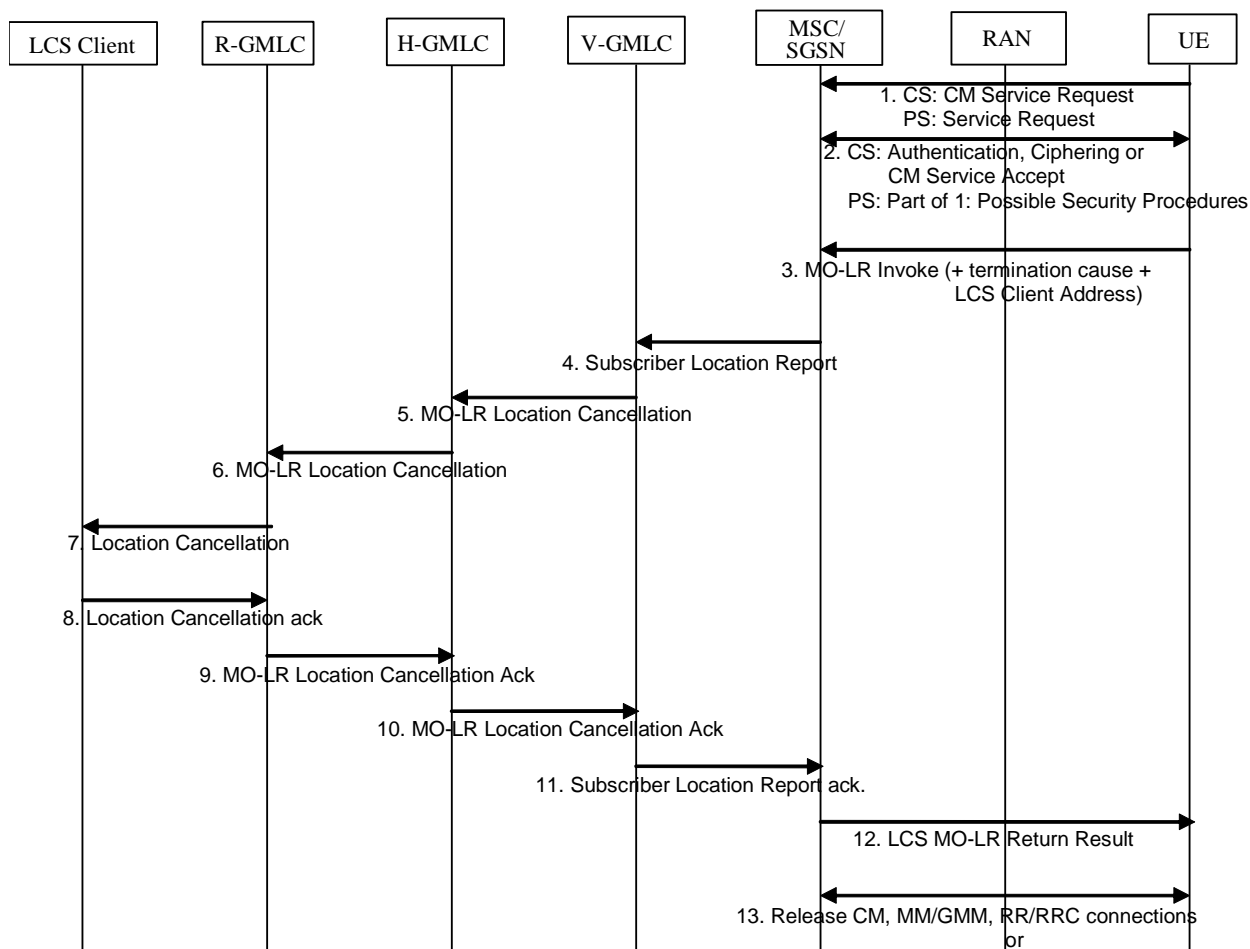 LCS Client
R-GMLC
H-GMLC
V-GMLC
MSC/
SGSN
RAN
UE
1. CS: CM Service Request
PS: Service Request
2. CS: Authentication, Ciphering or
CM Service Accept
PS: Part of 1: Possible Security Procedures
3. MO-LR Invoke (+ termination cause +
LCS Client Address)
4. Subscriber Location Report
5. MO-LR Location Cancellation
6. MO-LR Location Cancellation
7. Location Cancellation
8. Location Cancellation ack
9. MO-LR Location Cancellation Ack
10. MO-LR Location Cancellation Ack
11. Subscriber Location Report ack.
12. LCS MO-LR Return Result
13. Release CM, MM/GMM, RR/RRC connections
or